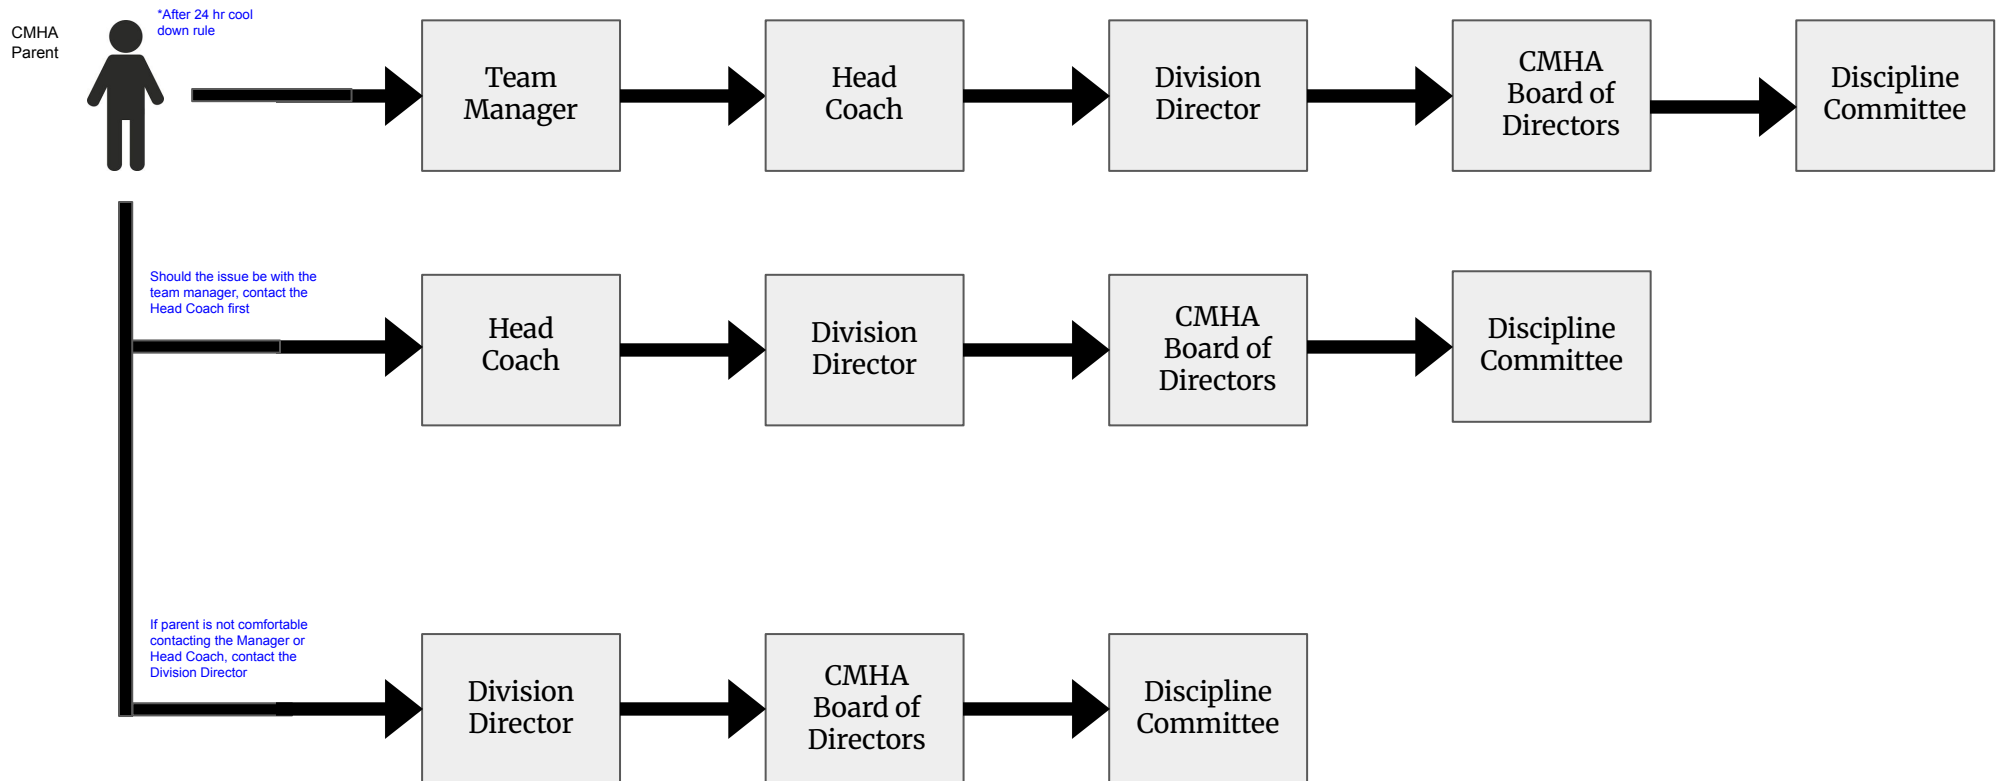 CMHA
Parent
*After 24 hr cool
down rule
Team
Manager
Head
Coach
Division
Director
CMHA
Board of
Directors
Discipline
Committee
Should the issue be with the
team manager, contact the
Head Coach first
Head
Coach
Division
Director
CMHA
Board of
Directors
Discipline
Committee
If parent is not comfortable
contacting the Manager or
Head Coach, contact the
Division Director
Division
Director
CMHA
Board of
Directors
Discipline
Committee